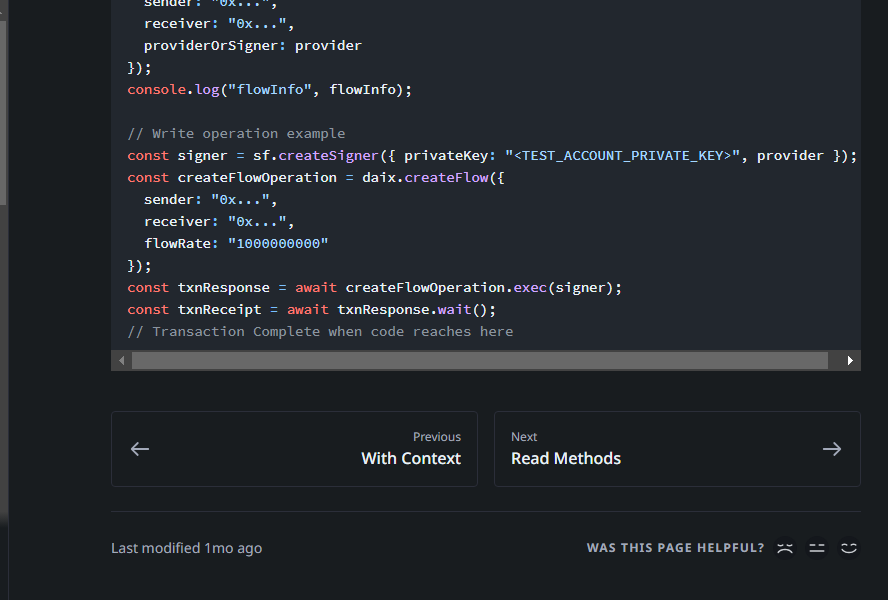 sender: "0x...",
receiver: "0x...",
providerOrSigner: provider
});
console.log("flowInfo", flowInfo);
// Write operation example
const signer = sf.createSigner({ privateKey: "<TEST_ACCOUNT_PRIVATE_KEY>", provider });
const createFlowOperation = daix.createFlow({
sender: "0x...",
receiver: "0x...",
flowRate: "1000000000"
});
const txnResponse = await createFlowOperation.exec(signer);
const txnReceipt = await txnResponse.wait();
// Transaction Complete when code reaches here
Previous
With Context
Next
Read Methods
Last modified 1mo ago
WAS THIS PAGE HELPFUL?